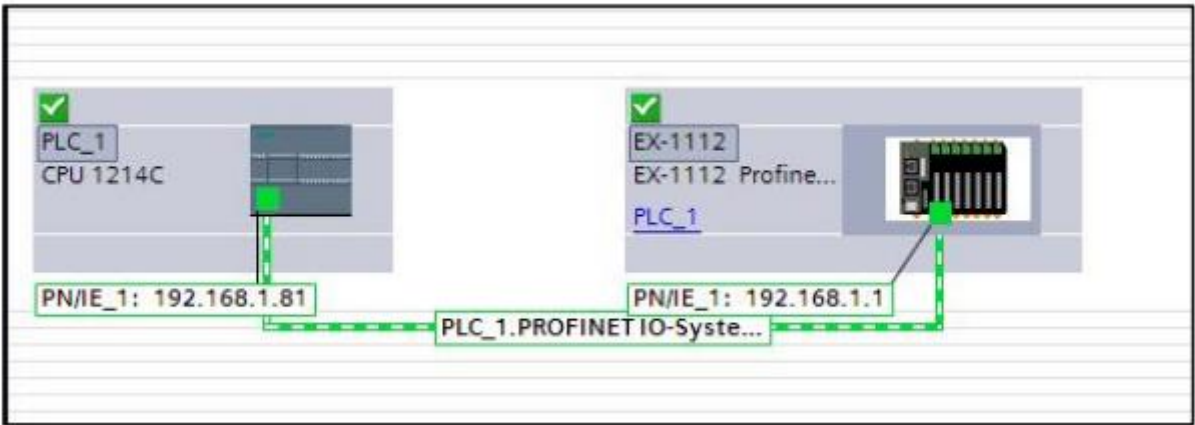 PLC_1
CPU 1214C
EX-1112
EX-1112 Profine...
PLC_1
PN/IE_1: 192.168.1.81
PN/IE_1: 192.168.1.1
PLC_1.PROFINET IO-Syste...